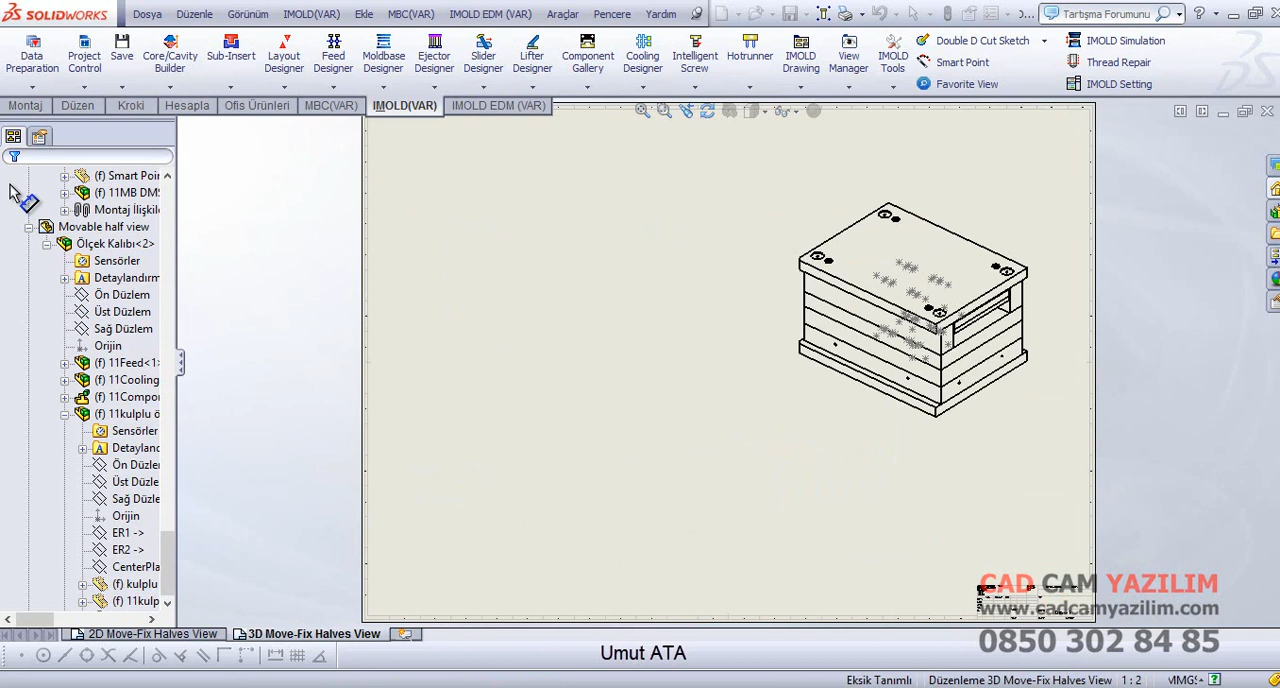 SOLIDWORKS
Dosya Düzenle Görünüm IMOLD(VAR) Ekle MBC(VAR) IMOLD EDM (VAR) Araçlar Pencere Yardım
Tartışma Forumunu
Data Preparation
Project Control
Save
Core/Cavity Builder
Sub-Insert
Layout Designer
Feed Designer
Moldbase Designer
Ejector Designer
Slider Designer
Lifter Designer
Component Gallery
Cooling Designer
Intelligent Screw
Hotrunner
IMOLD Drawing
View Manager
IMOLD Tools
Double D Cut Sketch
Smart Point
Favorite View
IMOLD Simulation
Thread Repair
IMOLD Setting
Montaj Düzen Kroki Hesapla Ofis Ürünleri MBC(VAR) IMOLD(VAR) IMOLD EDM (VAR)
(f) Smart Poin
(f) 11MB DMS
Montaj İlişkile
Movable half view
Ölçek Kalıbı<2>
Sensörler
Detaylandırm
Ön Düzlem
Üst Düzlem
Sağ Düzlem
Orijin
(f) 11Feed<1>
(f) 11Cooling
(f) 11Compor
(f) 11kulplu ö
Sensörler
Detayland
Ön Düzle
Üst Düzle
Sağ Düzle
Orijin
ER1 ->
ER2 ->
CenterPla
(f) kulplu
(f) 11kulp
CAD CAM YAZILIM
www.cadcamyazilim.com
0850 302 84 85
2D Move-Fix Halves View 3D Move-Fix Halves View
Umut ATA
Eksik Tanımlı Düzenleme 3D Move-Fix Halves View 1 : 2